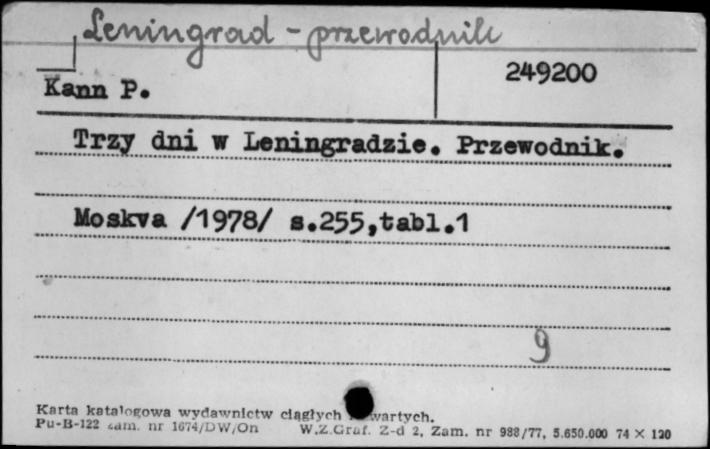 Leningrad - przewodnik
249200
Kann P.
Trzy dni w Leningradzie. Przewodnik.
Moskva /1978/ s.255,tabl.1
9
Karta katalogowa wydawnictw ciągłych wartych.
Pu-B-122 zam. nr 1674/DW/On W.Z.Graf. Z-d 2, Zam. nr 988/77, 5.650.000 74 X 120